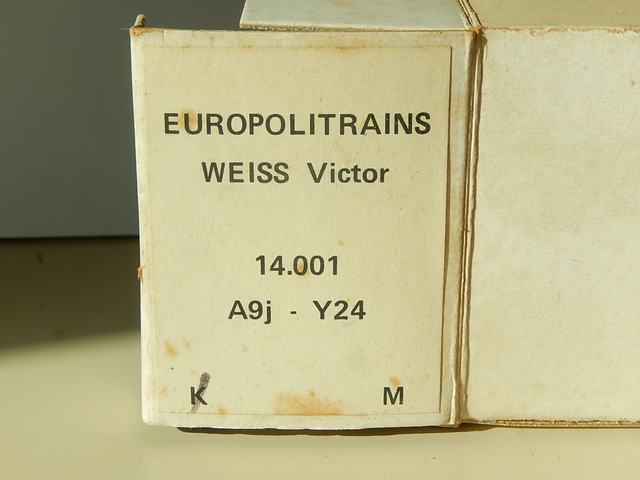 EUROPOLITRAINS
WEISS Victor
14.001
A9j - Y24
K M